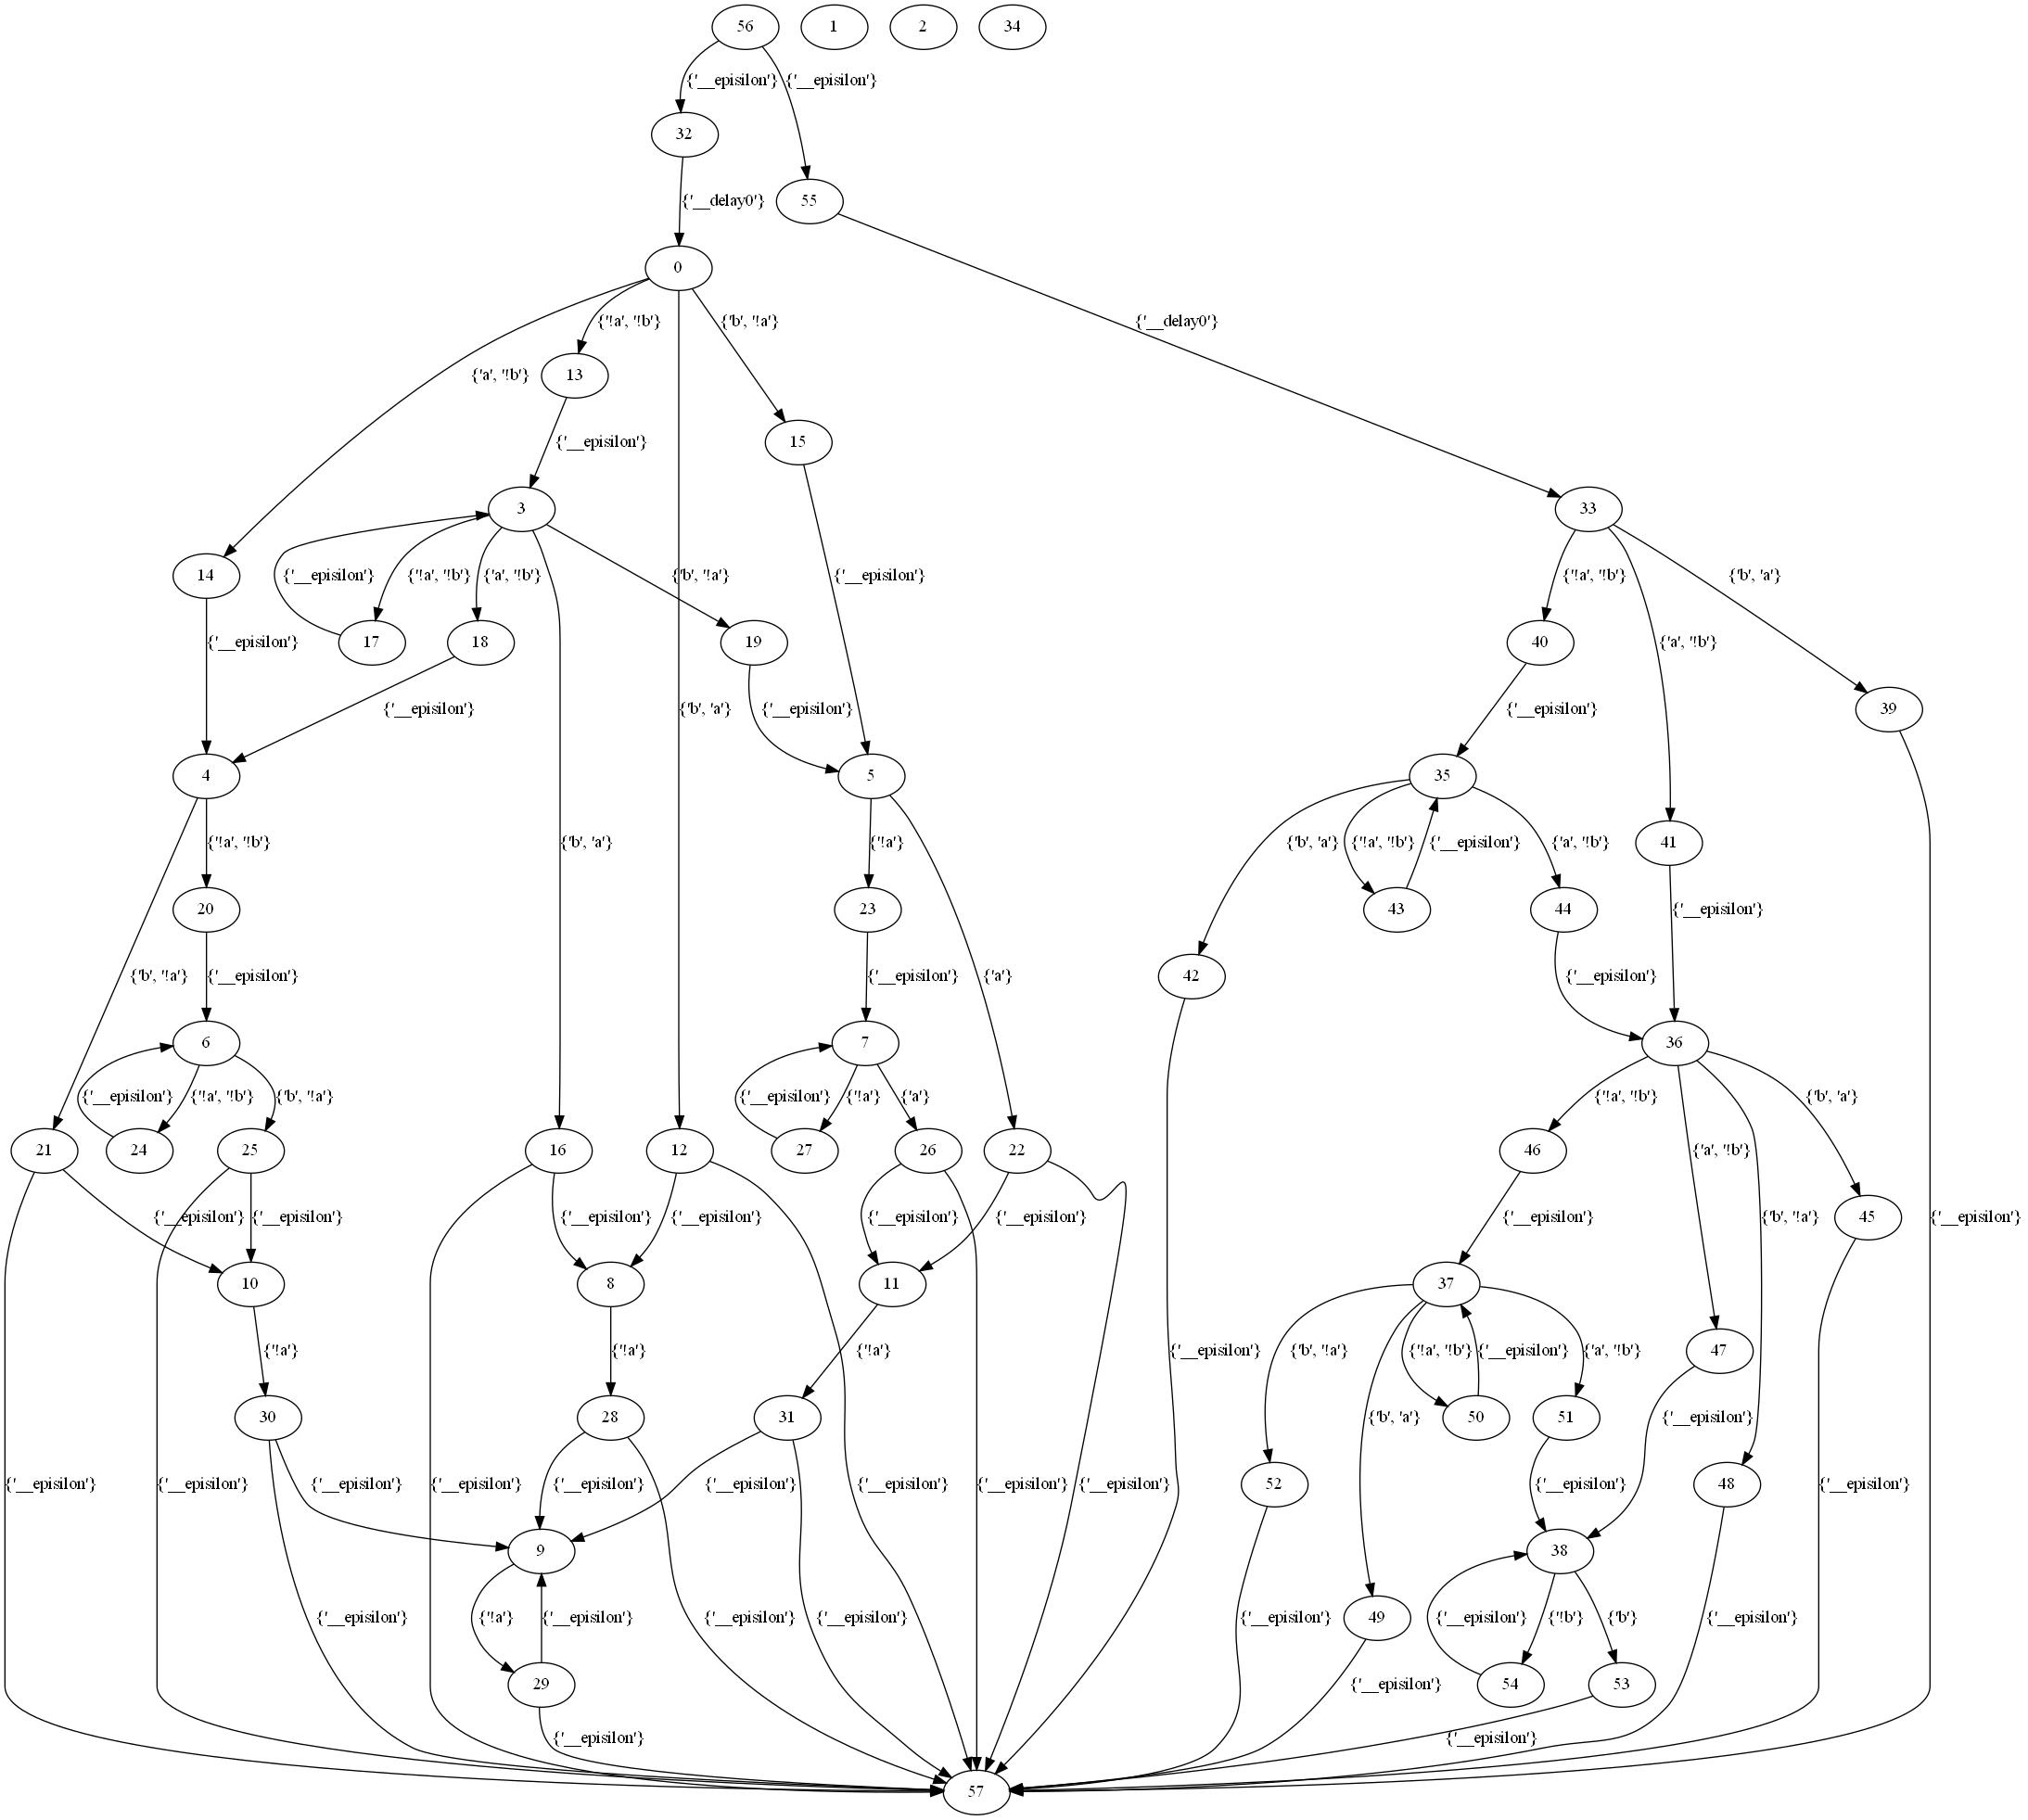 56 1 2 34
{'__episilon'} {'__episilon'}
32
{'__delay0'} 55
0
{'!a', '!b'} {'b', '!a'} {'__delay0'}
{'a', '!b'} 13
{'__episilon'} 15
3 33
14 {'__episilon'} {'!a', '!b'} {'a', '!b'} {'b', '!a'} {'__episilon'} {'!a', '!b'} {'b', 'a'}
{'__episilon'} 17 18 19 40 {'a', '!b'}
{'__episilon'} {'b', 'a'} {'__episilon'} {'__episilon'} 39
4 5 35
{'!a', '!b'} {'b', 'a'} {'!a'} {'b', 'a'} {'!a', '!b'} {'__episilon'} {'a', '!b'} 41
20 23 43 44 {'__episilon'}
{'b', '!a'} {'__episilon'} {'__episilon'} {'a'} 42 {'__episilon'}
6 7 36
{'__episilon'} {'!a', '!b'} {'b', '!a'} {'__episilon'} {'!a'} {'a'} {'!a', '!b'} {'b', 'a'}
21 24 25 16 12 27 26 22 46 {'a', '!b'}
{'__episilon'} {'__episilon'} {'__episilon'} {'__episilon'} {'__episilon'} {'__episilon'} {'__episilon'} {'b', '!a'} 45 {'__episilon'}
10 8 11 37
{'!a'} {'!a'} {'!a'} {'__episilon'} {'b', '!a'} {'!a', '!b'} {'__episilon'} {'a', '!b'} 47
30 28 31 {'b', 'a'} 50 51 {'__episilon'}
{'__episilon'} {'__episilon'} {'__episilon'} {'__episilon'} {'__episilon'} {'__episilon'} {'__episilon'} {'__episilon'} {'__episilon'} 52 {'__episilon'} 48 {'__episilon'}
9 38
{'__episilon'} {'!a'} {'__episilon'} {'__episilon'} {'__episilon'} {'__episilon'} 49 {'__episilon'} {'!b'} {'b'} {'__episilon'}
29 {'__episilon'} 54 53
{'__episilon'} {'__episilon'}
57